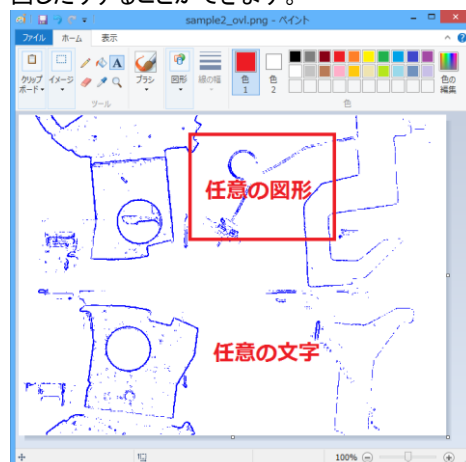 画したりすることができます。
sample2_ovl.png - ペイント
ファイル ホーム 表示
クリップボード イメージ ツール ブラシ 図形 線の幅 色1 色2 色 色の編集
A
任意の図形
任意の文字
100%